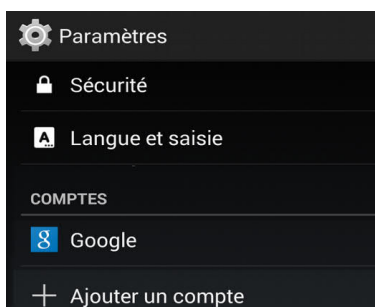 Paramètres
Sécurité
Langue et saisie
COMPTES
Google
Ajouter un compte